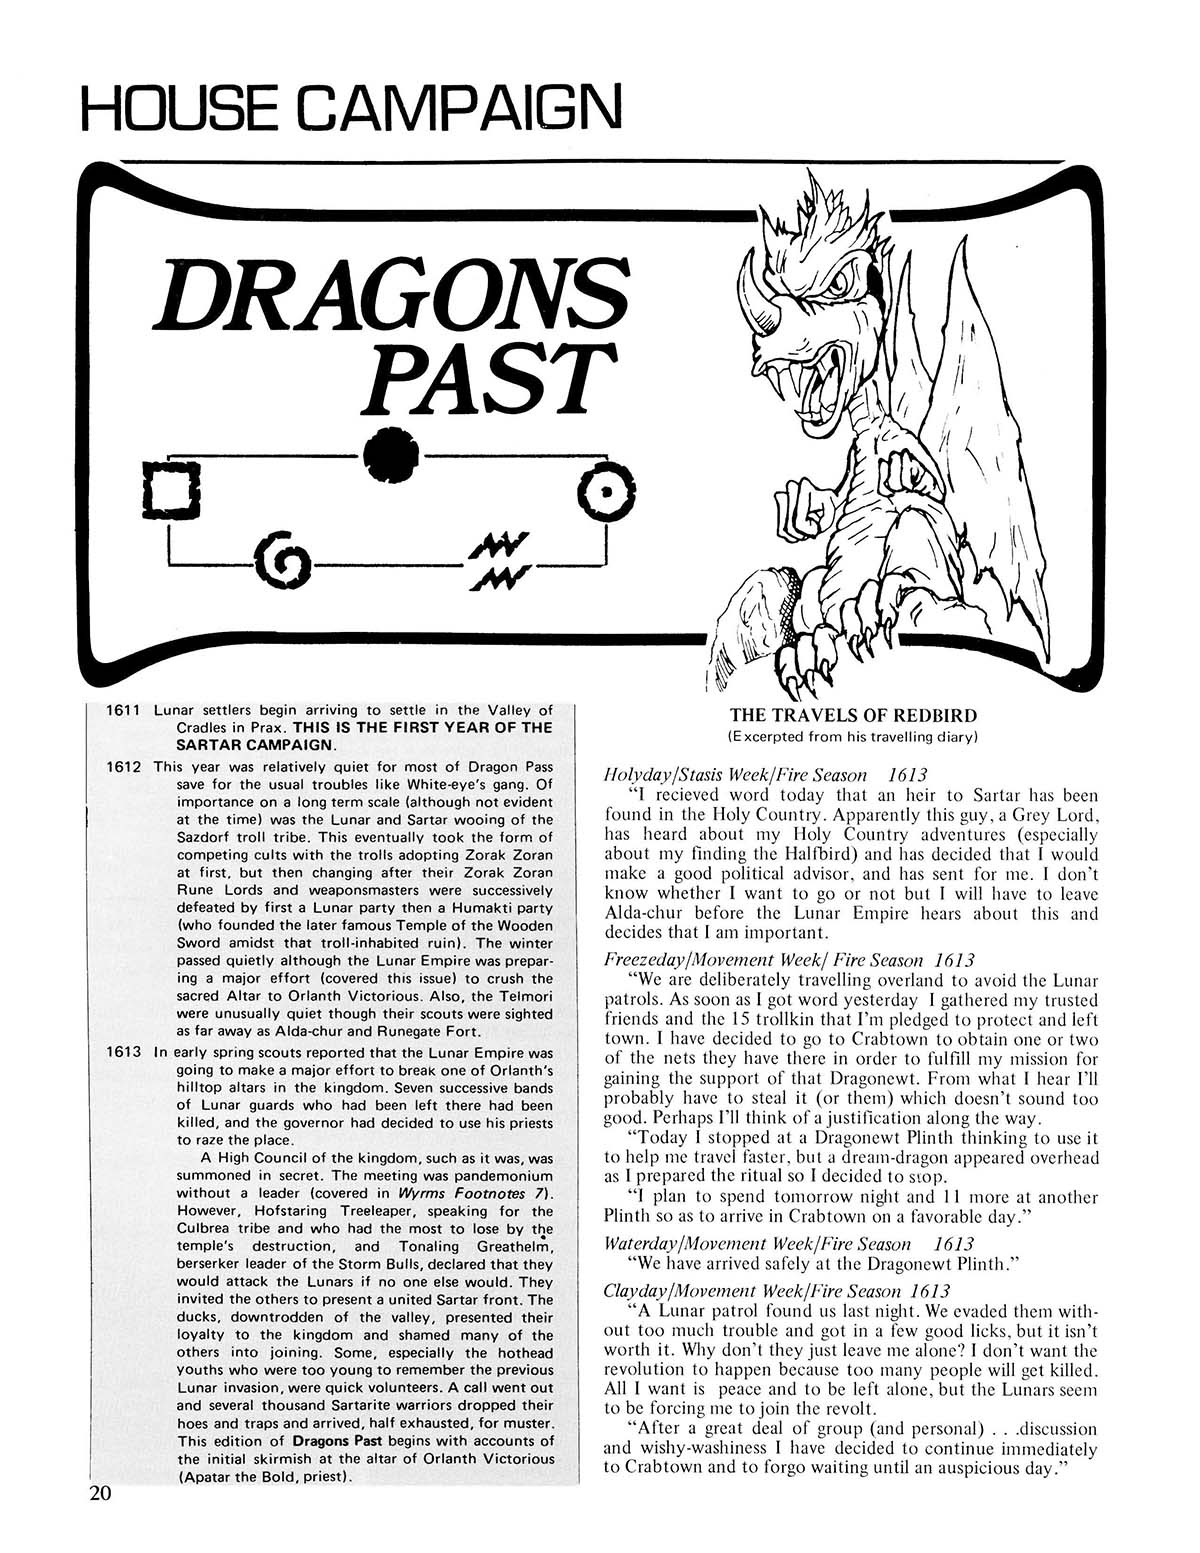 HOUSE CAMPAIGN
DRAGONS
PAST
1611 Lunar settlers begin arriving to settle in the Valley of
Cradles in Prax. THIS IS THE FIRST YEAR OF THE
SARTAR CAMPAIGN.
1612 This year was relatively quiet for most of Dragon Pass
save for the usual troubles like White-eye's gang. Of
importance on a long term scale (although not evident
at the time) was the Lunar and Sartar wooing of the
Sazdorf troll tribe. This eventually took the form of
competing cults with the trolls adopting Zorak Zoran
at first, but then changing after their Zorak Zoran
Rune Lords and weaponsmasters were successively
defeated by first a Lunar party then a Humakti party
(who founded the later famous Temple of the Wooden
Sword amidst that troll-inhabited ruin). The winter
passed quietly although the Lunar Empire was prepar-
ing a major effort (covered this issue) to crush the
sacred Altar to Orlanth Victorious. Also, the Telmori
were unusually quiet though their scouts were sighted
as far away as Alda-chur and Runegate Fort.
1613 In early spring scouts reported that the Lunar Empire was
going to make a major effort to break one of Orlanth's
hilltop altars in the kingdom. Seven successive bands
of Lunar guards who had been left there had been
killed, and the governor had decided to use his priests
to raze the place.
A High Council of the kingdom, such as it was, was
summoned in secret. The meeting was pandemonium
without a leader (covered in Wyrms Footnotes 7).
However, Hofstaring Treeleaper, speaking for the
Culbrea tribe and who had the most to lose by the
temple's destruction, and Tonaling Greathelm,
berserker leader of the Storm Bulls, declared that they
would attack the Lunars if no one else would. They
invited the others to present a united Sartar front. The
ducks, downtrodden of the valley, presented their
loyalty to the kingdom and shamed many of the
others into joining. Some, especially the hothead
youths who were too young to remember the previous
Lunar invasion, were quick volunteers. A call went out
and several thousand Sartarite warriors dropped their
hoes and traps and arrived, half exhausted, for muster.
This edition of Dragons Past begins with accounts of
the initial skirmish at the altar of Orlanth Victorious
(Apatar the Bold, priest).
THE TRAVELS OF REDBIRD
(Excerpted from his travelling diary)
Holyday/Stasis Week/Fire Season 1613
"I recieved word today that an heir to Sartar has been
found in the Holy Country. Apparently this guy, a Grey Lord,
has heard about my Holy Country adventures (especially
about my finding the Halfbird) and has decided that I would
make a good political advisor, and has sent for me. I don't
know whether I want to go or not but I will have to leave
Alda-chur before the Lunar Empire hears about this and
decides that I am important.
Freezeday/Movement Week/ Fire Season 1613
"We are deliberately travelling overland to avoid the Lunar
patrols. As soon as I got word yesterday I gathered my trusted
friends and the 15 trollkin that I'm pledged to protect and left
town. I have decided to go to Crabtown to obtain one or two
of the nets they have there in order to fulfill my mission for
gaining the support of that Dragonewt. From what I hear I'll
probably have to steal it (or them) which doesn't sound too
good. Perhaps I'll think of a justification along the way.
"Today I stopped at a Dragonewt Plinth thinking to use it
to help me travel faster, but a dream-dragon appeared overhead
as I prepared the ritual so I decided to stop.
"I plan to spend tomorrow night and 11 more at another
Plinth so as to arrive in Crabtown on a favorable day."
Waterday/Movement Week/Fire Season 1613
"We have arrived safely at the Dragonewt Plinth."
Clayday/Movement Week/Fire Season 1613
"A Lunar patrol found us last night. We evaded them with-
out too much trouble and got in a few good licks, but it isn't
worth it. Why don't they just leave me alone? I don't want the
revolution to happen because too many people will get killed.
All I want is peace and to be left alone, but the Lunars seem
to be forcing me to join the revolt.
"After a great deal of group (and personal) . . .discussion
and wishy-washiness I have decided to continue immediately
to Crabtown and to forgo waiting until an auspicious day."
20